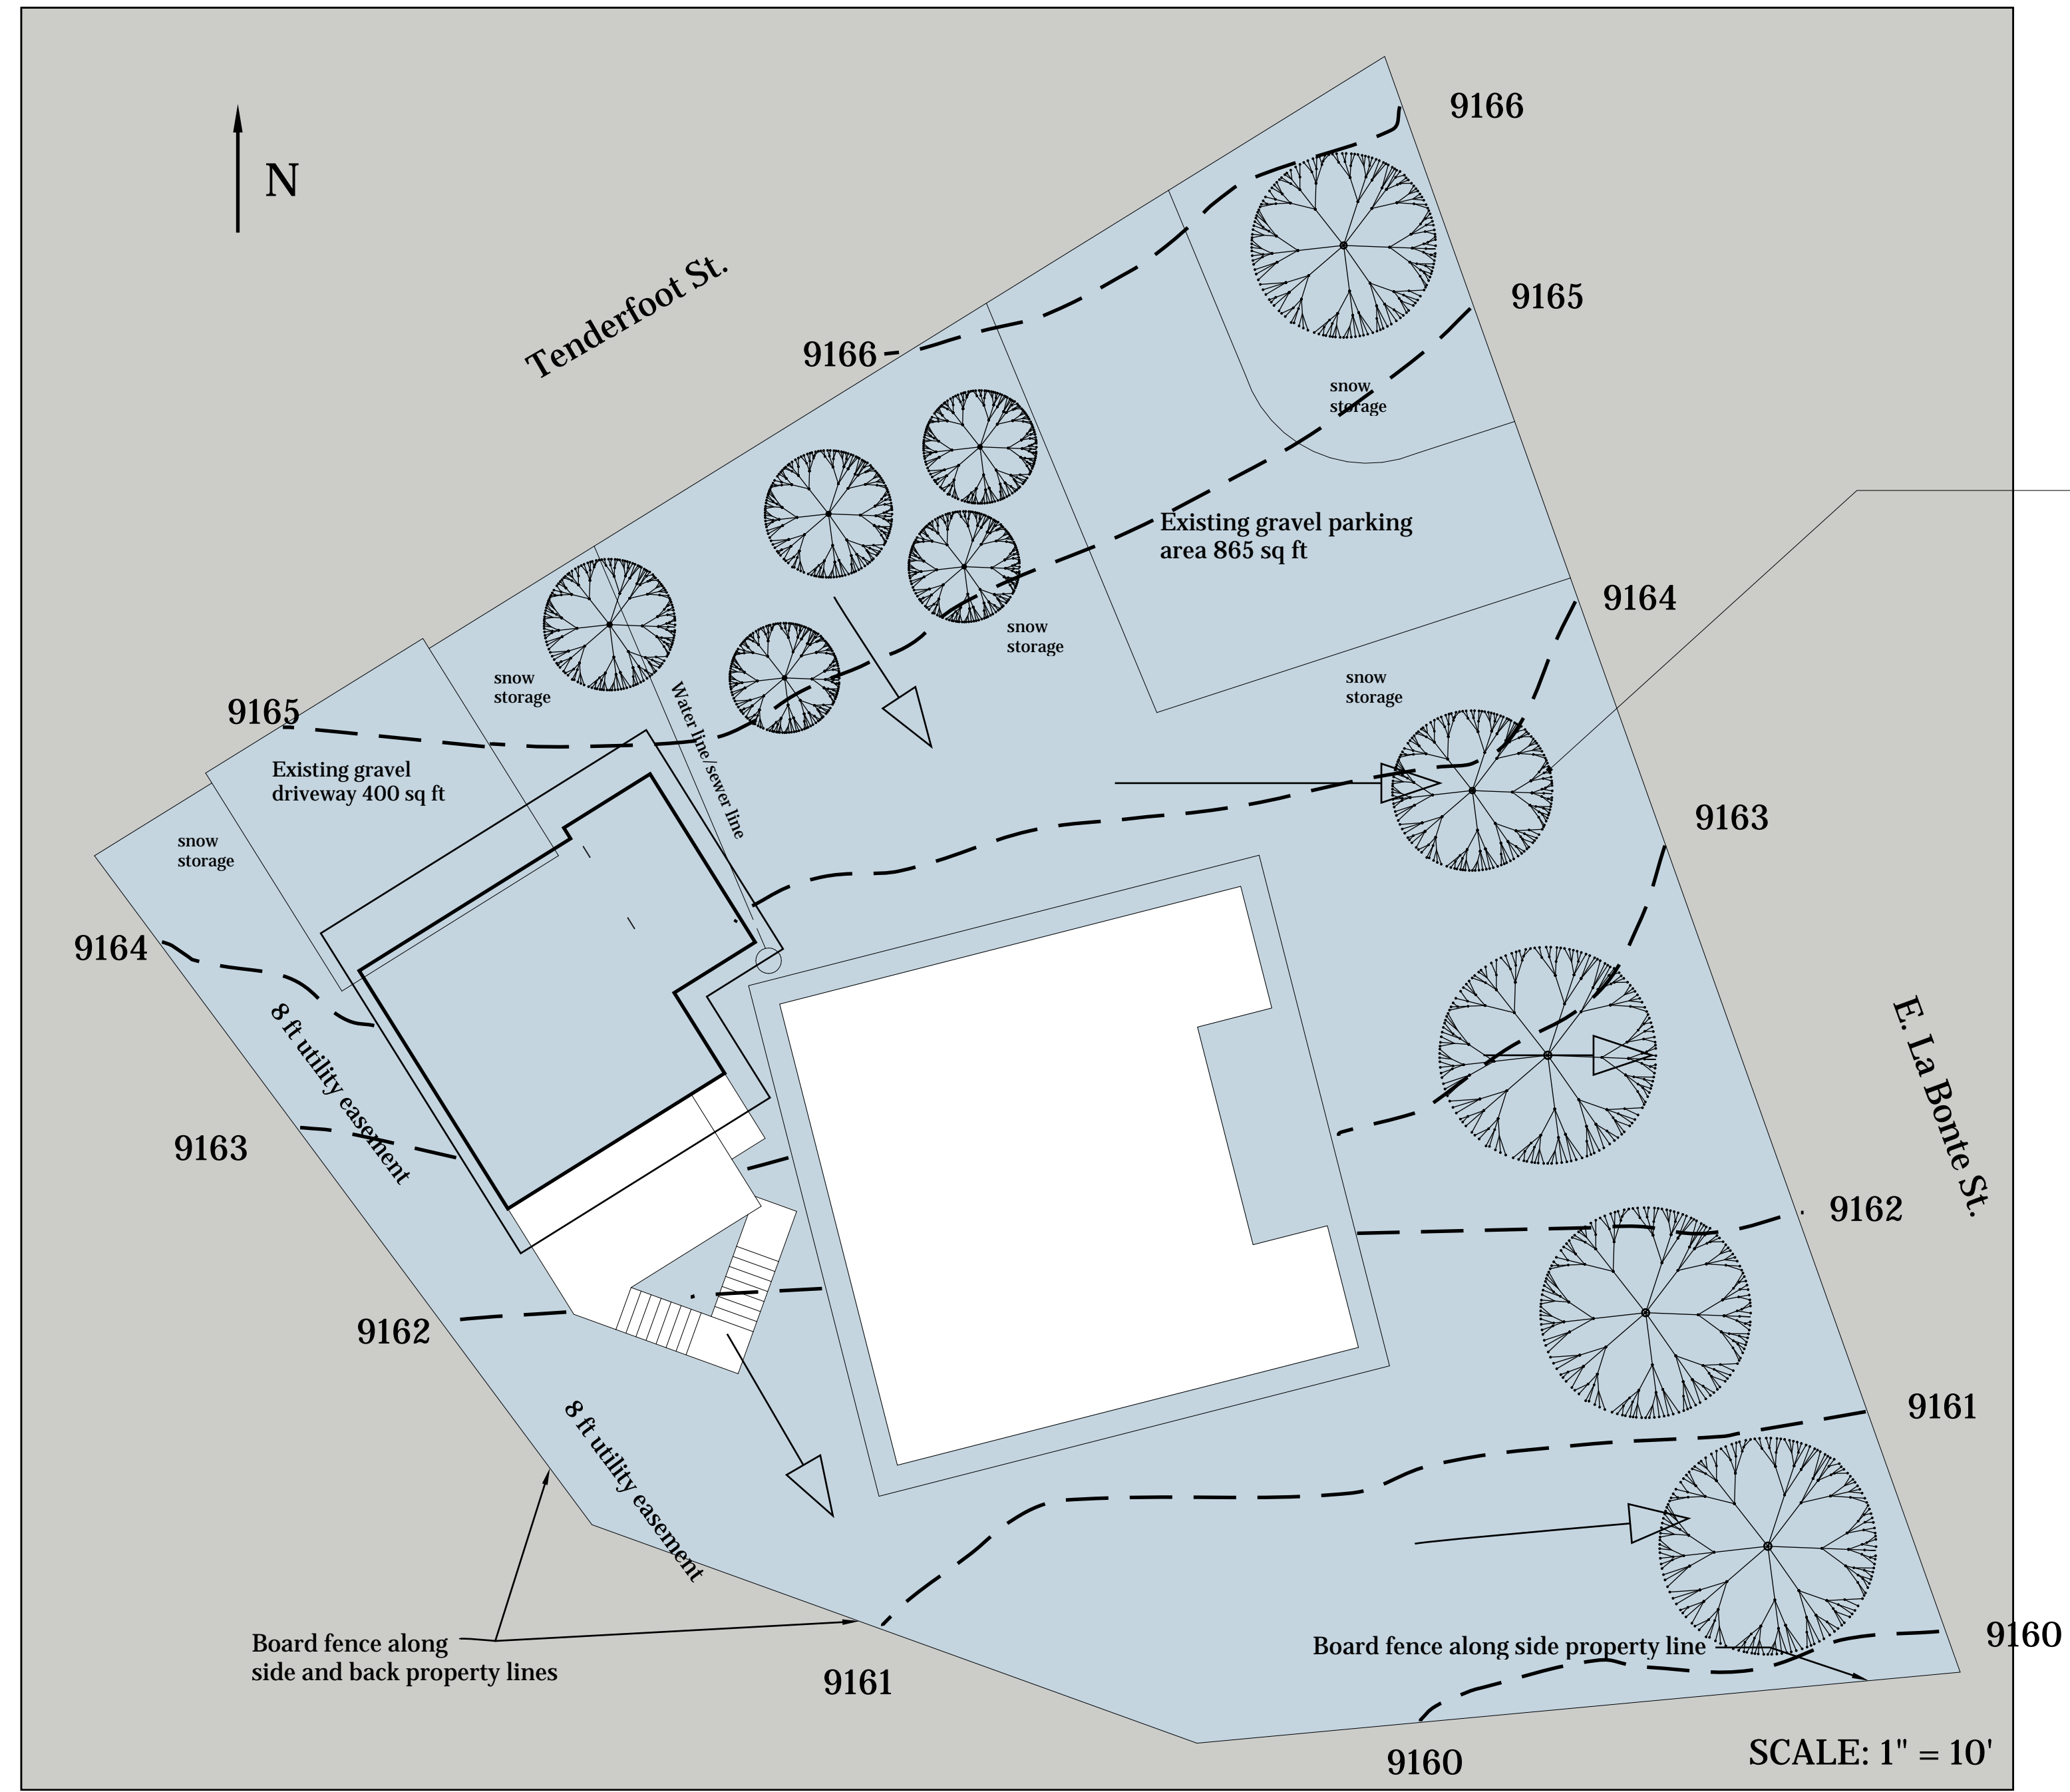 9166
N
9165
Tenderfoot St.
9166
snow
storage
Existing gravel parking
area 865 sq ft
9164
snow
storage
snow
storage
snow
storage
9165
Water line/sewer line
Existing gravel
driveway 400 sq ft
9163
snow
storage
9164
8 ft utility easement
E. La Bonte St.
9163
9162
9162
9161
8 ft utility easement
Board fence along
side and back property lines
Board fence along side property line
9160
9161
9160
SCALE: 1" = 10'